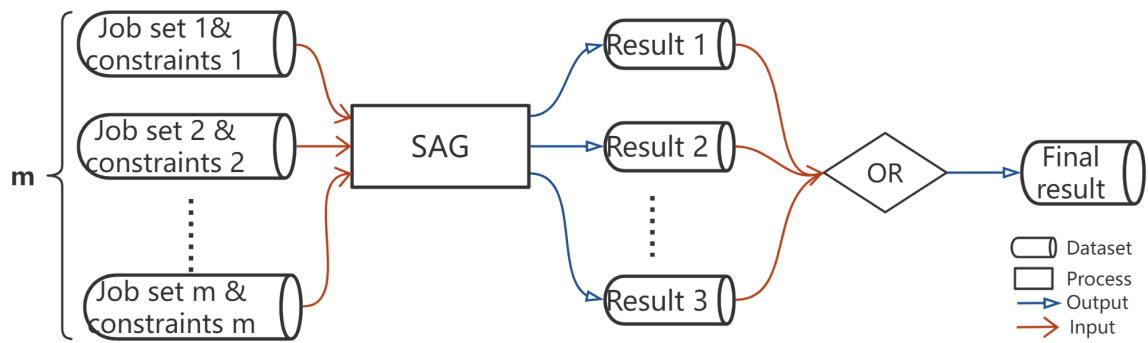 Job set 1&
constraints 1
Job set 2 &
constraints 2
m
Job set m &
constraints m
SAG
Result 1
Result 2
Result 3
OR
Final
result
Dataset
Process
Output
Input